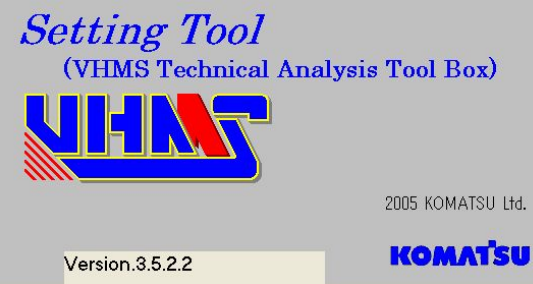 Setting Tool
(VHMS Technical Analysis Tool Box)
VHMS
2005 KOMATSU Ltd.
KOMATSU
Version.3.5.2.2